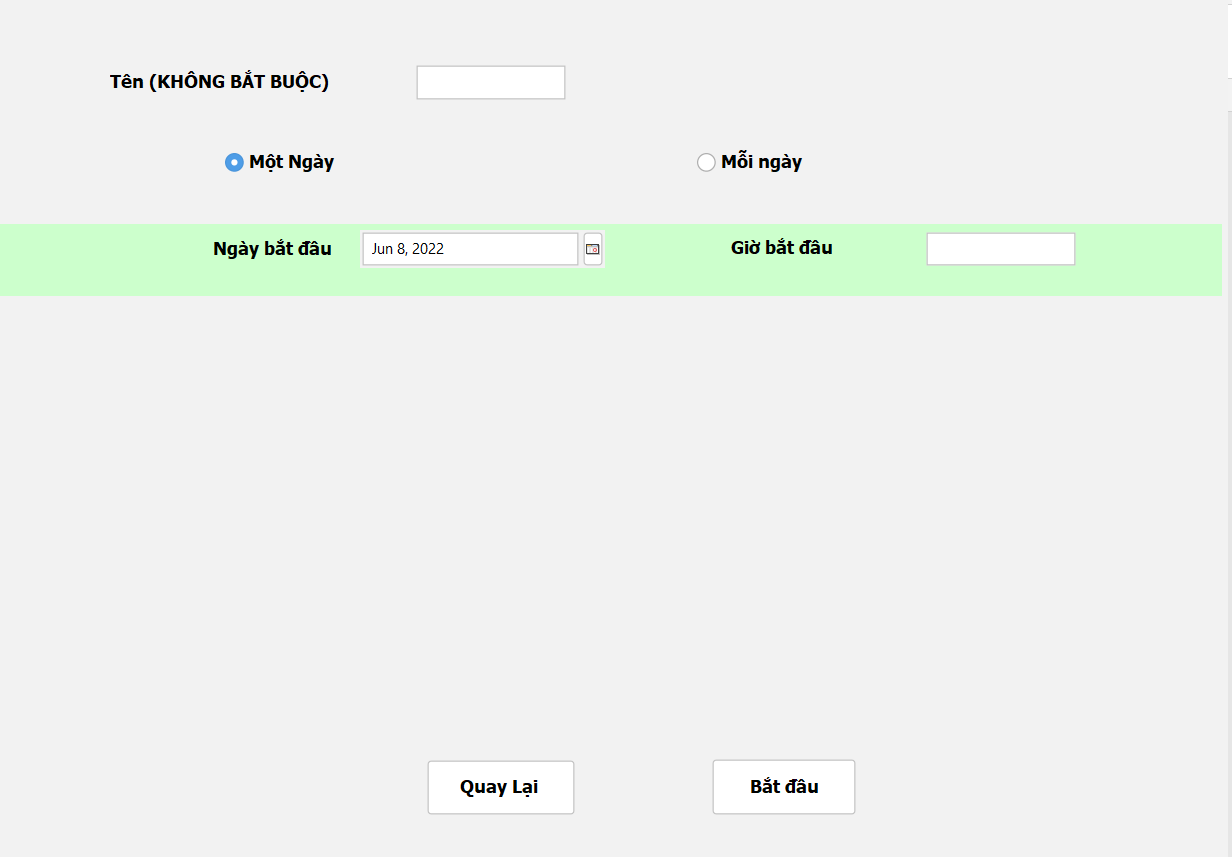 Tên (KHÔNG BẮT BUỘC)
Một Ngày
Mỗi ngày
Ngày bắt đâu
Jun 8, 2022
Giờ bắt đâu
Quay Lại
Bắt đâu